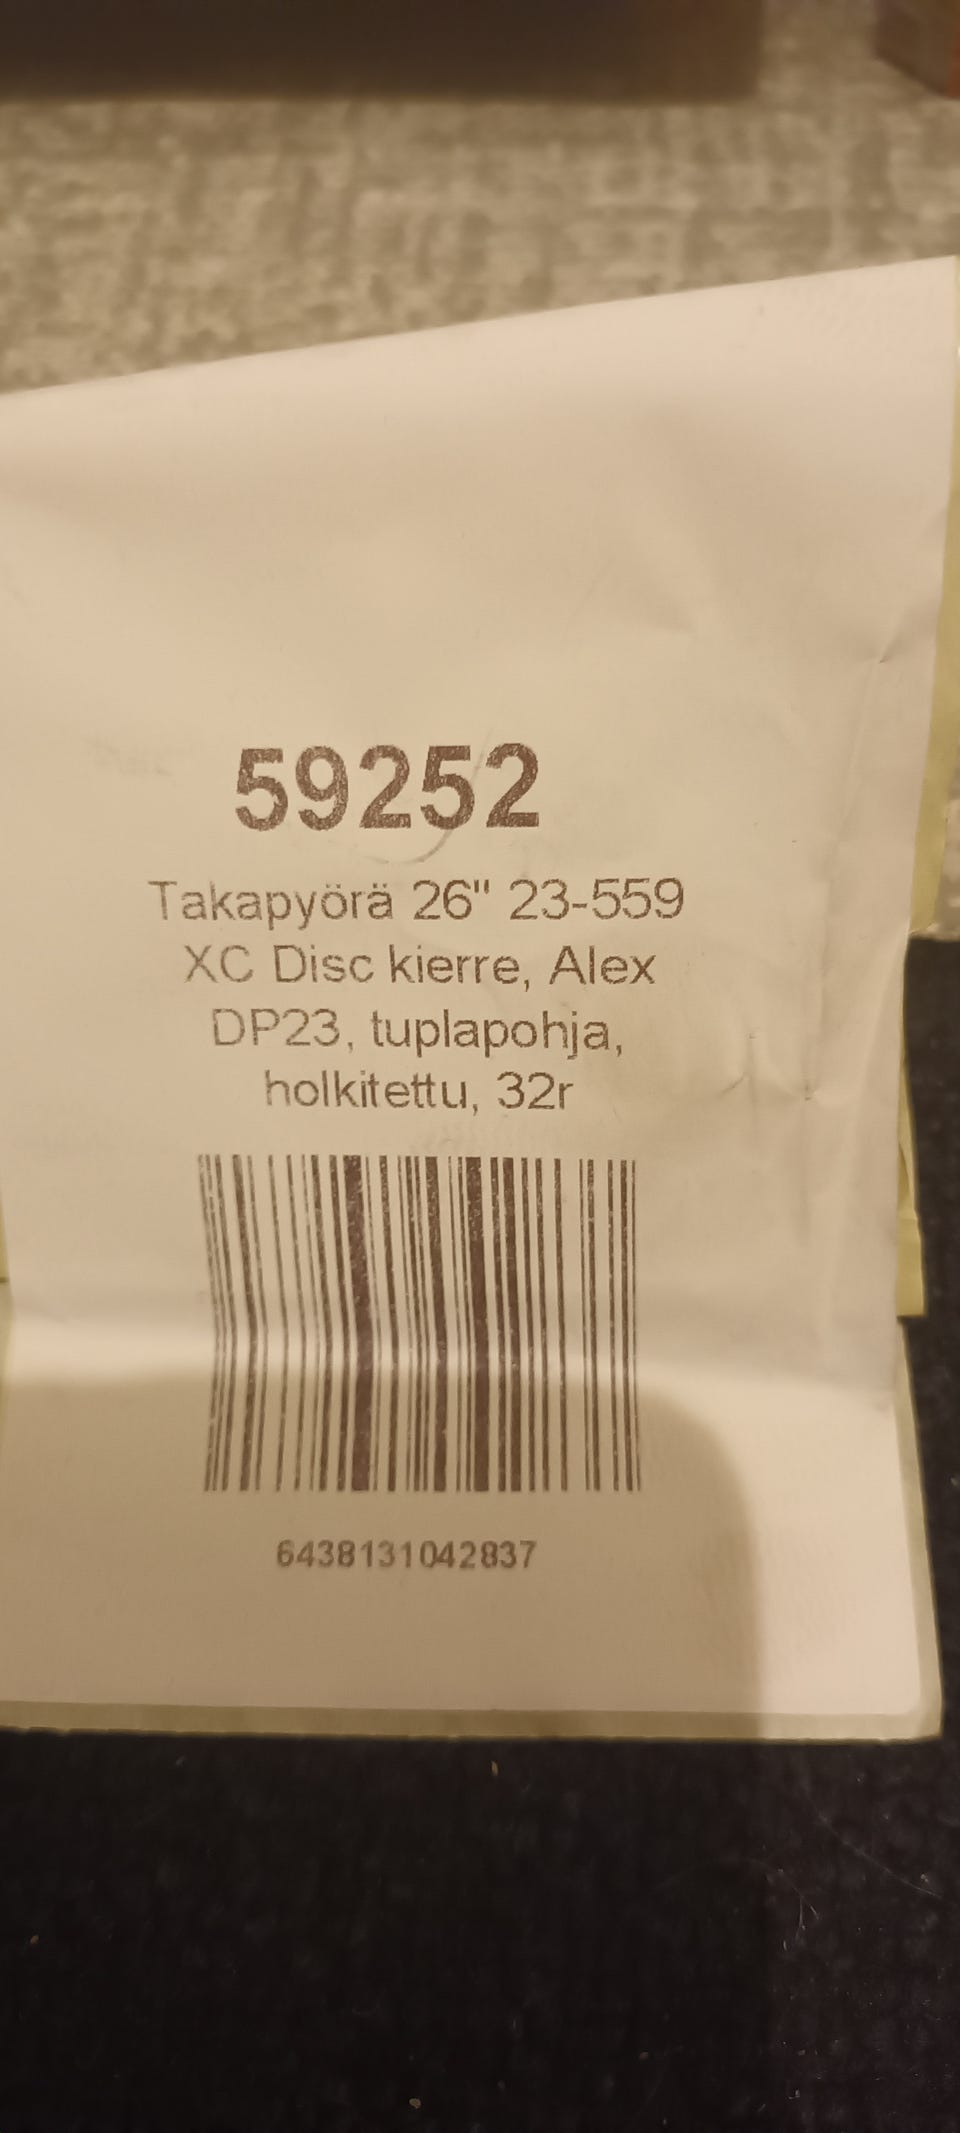 59252
Takapyörä 26" 23-559
XC Disc kierre, Alex
DP23, tuplapohja,
holkitettu, 32r
6438131042837